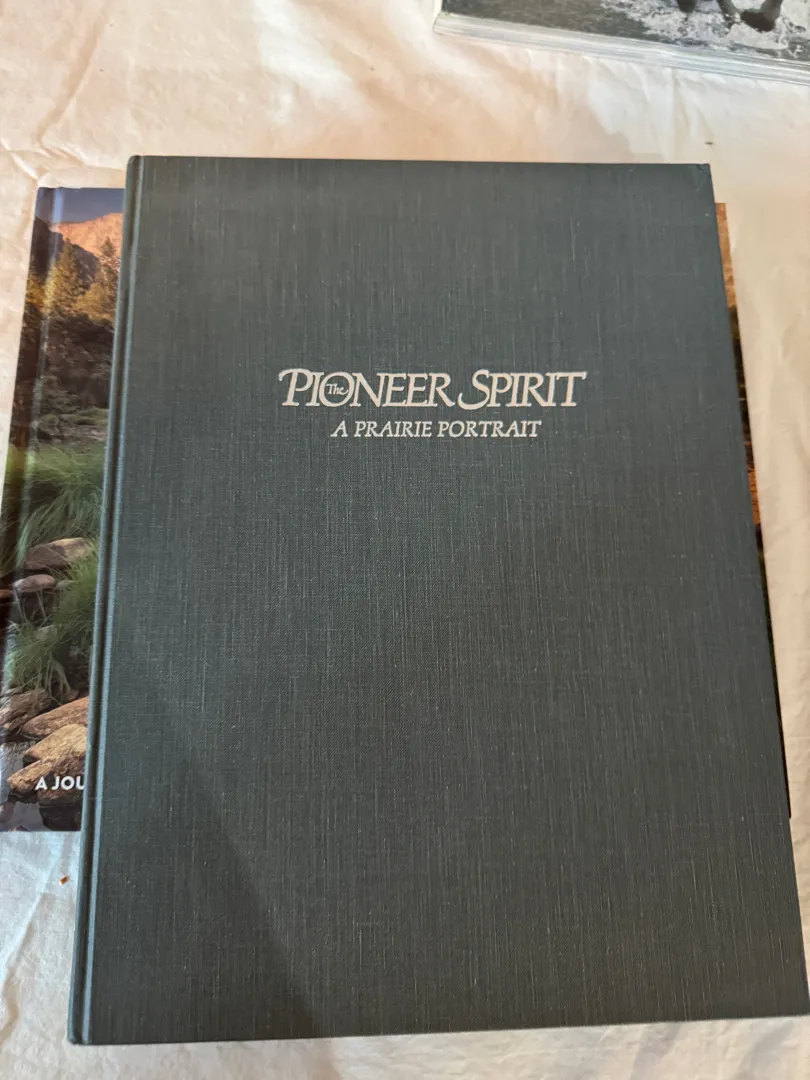 The PIONEER SPIRIT
A PRAIRIE PORTRAIT
A JOU